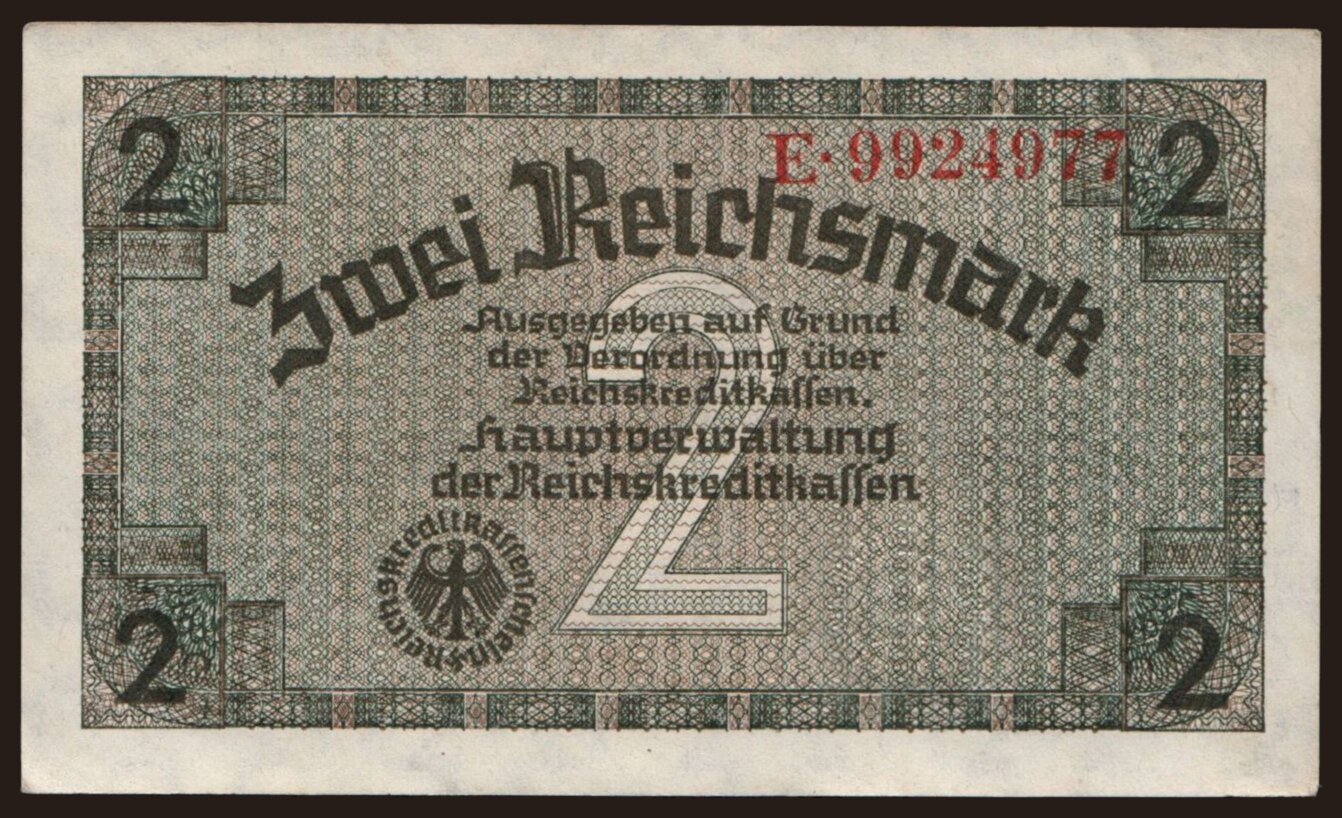 2
2
E·9924977
Zwei Reichsmark
Ausgegeben auf Grund
der Verordnung über
Reichskreditkassen.
Hauptverwaltung
der Reichskreditkassen
2
Reichskreditkassenschein
2
2